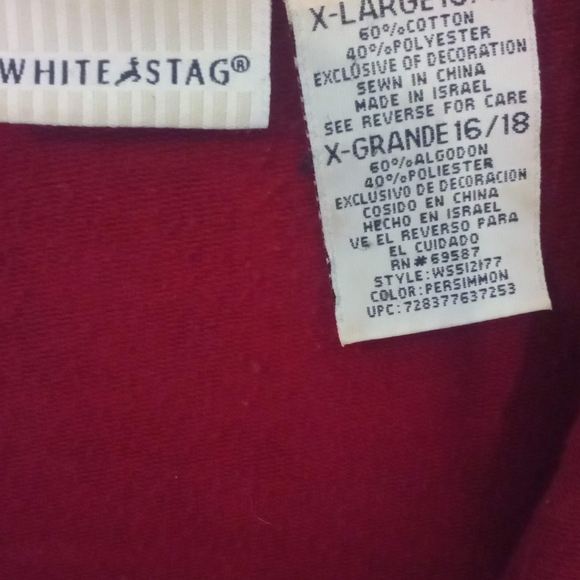 WHITE STAG®
X-LARGE 16/18
60%COTTON
40%POLYESTER
EXCLUSIVE OF DECORATION
SEWN IN CHINA
MADE IN ISRAEL
SEE REVERSE FOR CARE
X-GRANDE 16/18
60%ALGODON
40%POLIESTER
EXCLUSIVO DE DECORACION
COSIDO EN CHINA
HECHO EN ISRAEL
VE EL REVERSO PARA
EL CUIDADO
RN#69587
STYLE:WS512177
COLOR:PERSIMMON
UPC:728377637253